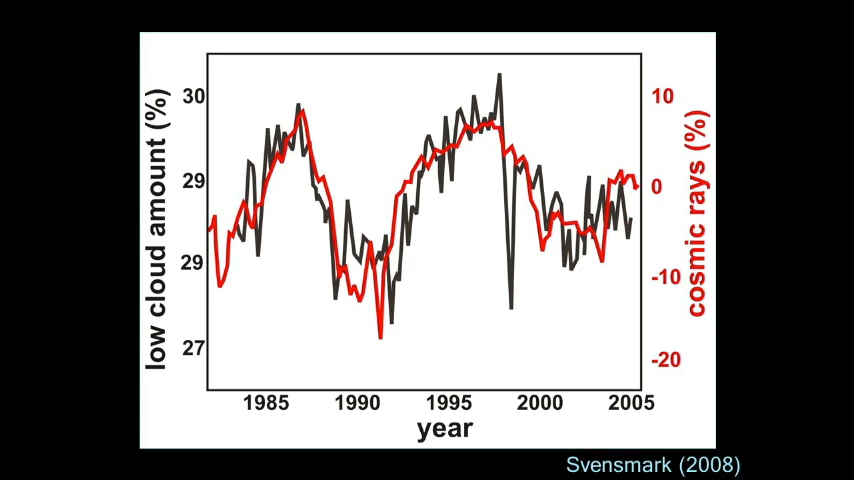 low cloud amount (%)
30
29
29
27
10
0
-10
-20
cosmic rays (%)
1985 1990 1995 2000 2005
year
Svensmark (2008)